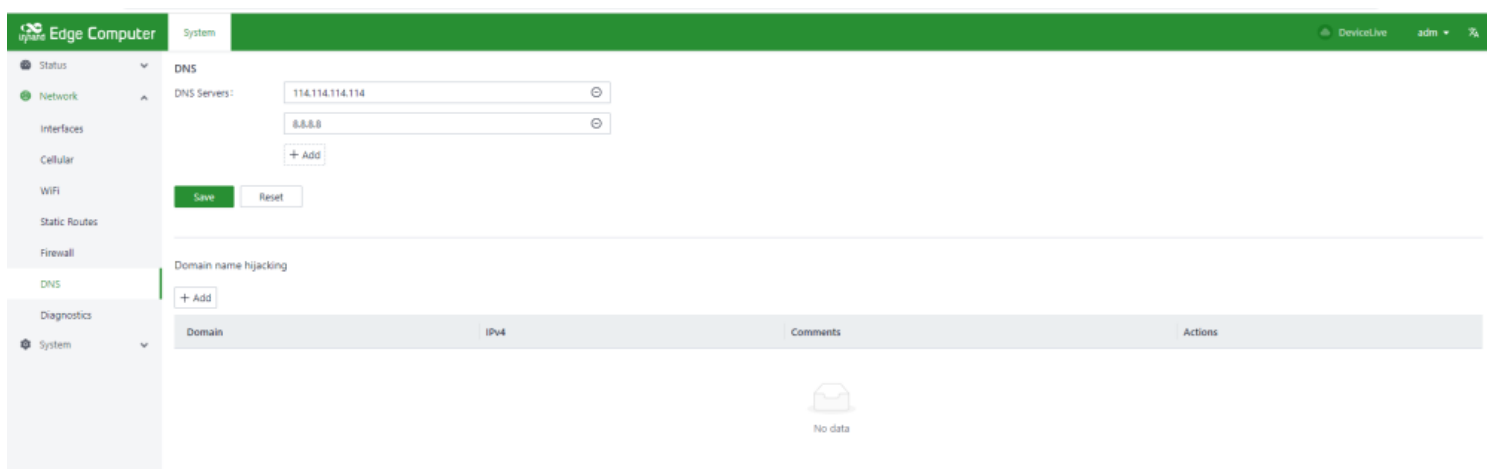 Edge Computer System DeviceLive adm
Status
Network
Interfaces
Cellular
WiFi
Static Routes
Firewall
DNS
Diagnostics
System
DNS
DNS Servers: 114.114.114.114
8.8.8.8
+ Add
Save Reset
Domain name hijacking
+ Add
Domain IPv4 Comments Actions
No data